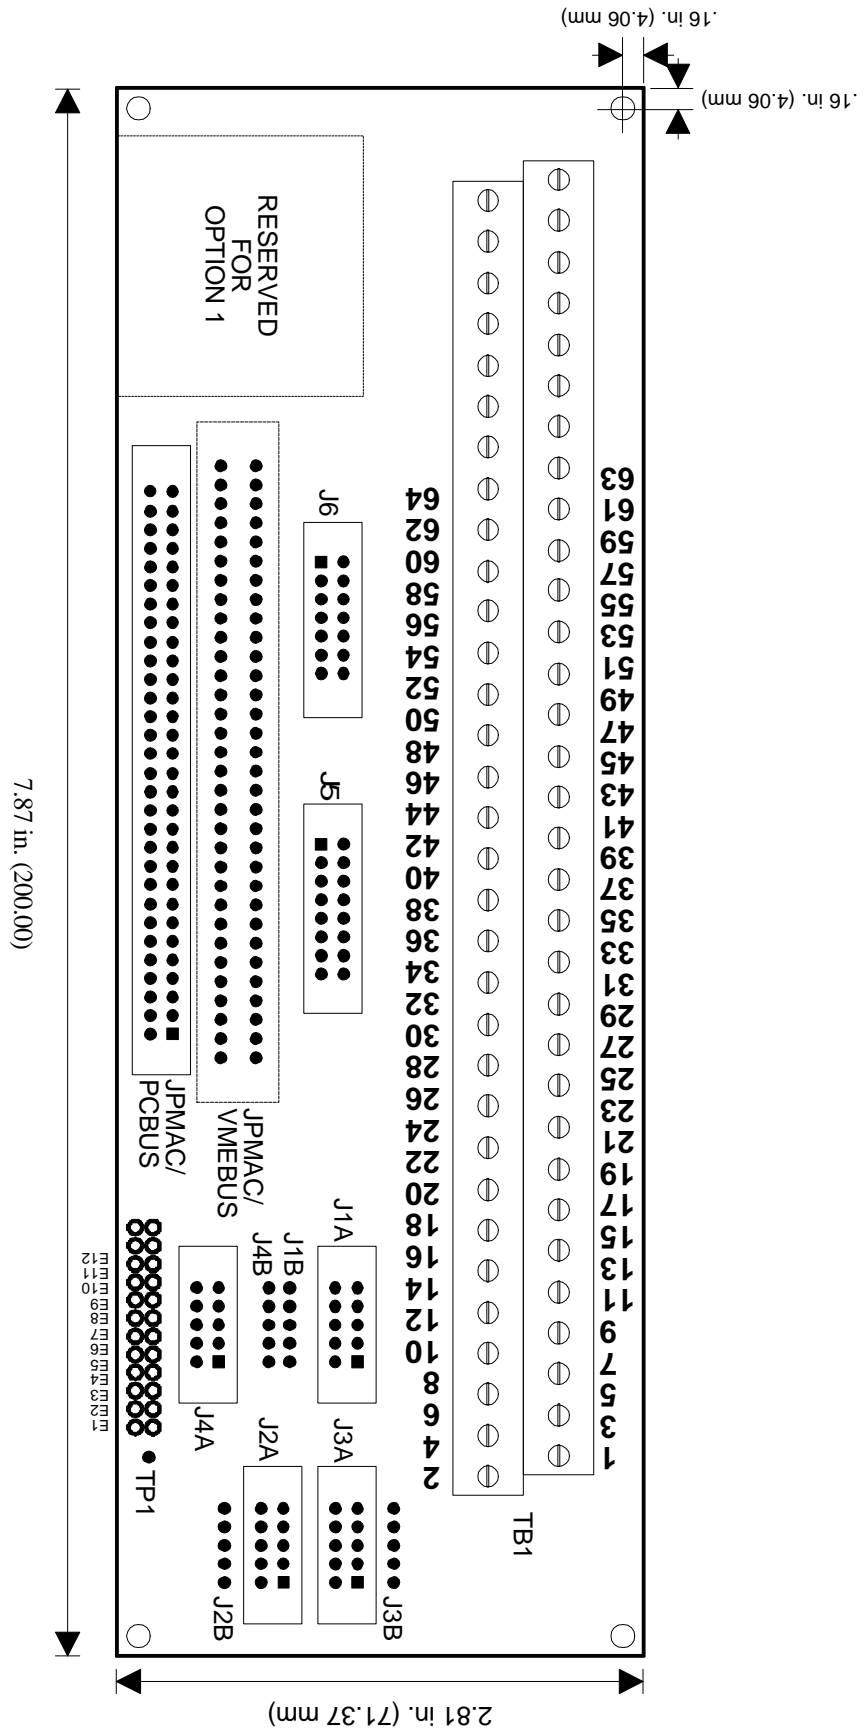 .16 in. (4.06 mm)
.16 in. (4.06 mm)
RESERVED
FOR
OPTION 1
J6
J5
64
62
60
58
56
54
52
50
48
46
44
42
40
38
36
34
32
30
28
26
24
22
20
18
16
14
12
10
8
6
4
2
63
61
59
57
55
53
51
49
47
45
43
41
39
37
35
33
31
29
27
25
23
21
19
17
15
13
11
9
7
5
3
1
7.87 in. (200.00)
JPMAC/
PCBUS
JPMAC/
VMEBUS
J1A
J1B
J4B
E12
E11
E10
E9
E8
E7
E6
E5
E4
E3
E2
E1
J4A
J2A
J3A
TP1
TB1
J2B
J3B
2.81 in. (71.37 mm)